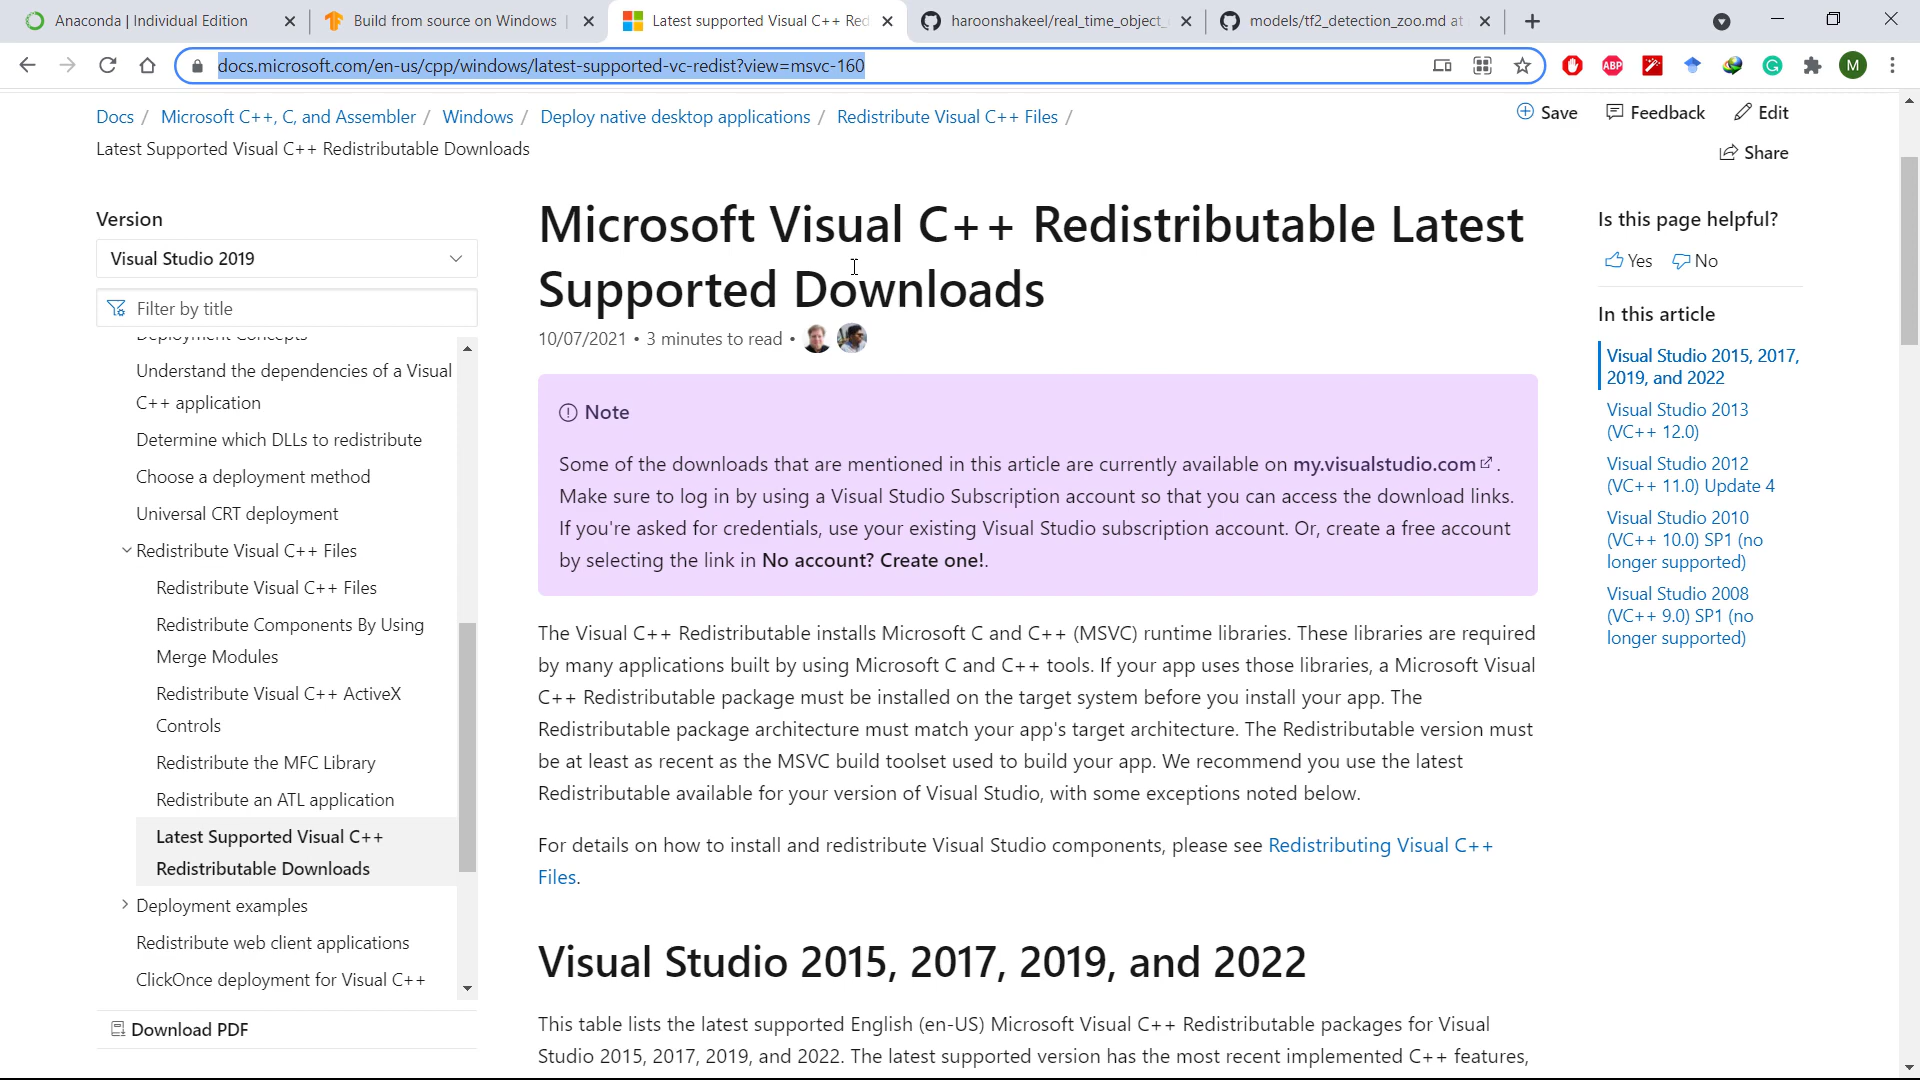 Anaconda | Individual Edition
Build from source on Windows
Latest supported Visual C++ Red
haroonshakeel/real_time_object_
models/tf2_detection_zoo.md at
docs.microsoft.com/en-us/cpp/windows/latest-supported-vc-redist?view=msvc-160
ABP
M
Docs / Microsoft C++, C, and Assembler / Windows / Deploy native desktop applications / Redistribute Visual C++ Files /
Latest Supported Visual C++ Redistributable Downloads
Save Feedback Edit
Share
Version
Visual Studio 2019
Filter by title
Deployment Concepts
Understand the dependencies of a Visual
C++ application
Determine which DLLs to redistribute
Choose a deployment method
Universal CRT deployment
Redistribute Visual C++ Files
Redistribute Visual C++ Files
Redistribute Components By Using
Merge Modules
Redistribute Visual C++ ActiveX
Controls
Redistribute the MFC Library
Redistribute an ATL application
Latest Supported Visual C++
Redistributable Downloads
Deployment examples
Redistribute web client applications
ClickOnce deployment for Visual C++
Download PDF
Microsoft Visual C++ Redistributable Latest
Supported Downloads
10/07/2021 • 3 minutes to read •
Note
Some of the downloads that are mentioned in this article are currently available on my.visualstudio.com .
Make sure to log in by using a Visual Studio Subscription account so that you can access the download links.
If you're asked for credentials, use your existing Visual Studio subscription account. Or, create a free account
by selecting the link in No account? Create one!.
The Visual C++ Redistributable installs Microsoft C and C++ (MSVC) runtime libraries. These libraries are required
by many applications built by using Microsoft C and C++ tools. If your app uses those libraries, a Microsoft Visual
C++ Redistributable package must be installed on the target system before you install your app. The
Redistributable package architecture must match your app's target architecture. The Redistributable version must
be at least as recent as the MSVC build toolset used to build your app. We recommend you use the latest
Redistributable available for your version of Visual Studio, with some exceptions noted below.
For details on how to install and redistribute Visual Studio components, please see Redistributing Visual C++
Files.
Visual Studio 2015, 2017, 2019, and 2022
This table lists the latest supported English (en-US) Microsoft Visual C++ Redistributable packages for Visual
Studio 2015, 2017, 2019, and 2022. The latest supported version has the most recent implemented C++ features,
Is this page helpful?
Yes No
In this article
Visual Studio 2015, 2017,
2019, and 2022
Visual Studio 2013
(VC++ 12.0)
Visual Studio 2012
(VC++ 11.0) Update 4
Visual Studio 2010
(VC++ 10.0) SP1 (no
longer supported)
Visual Studio 2008
(VC++ 9.0) SP1 (no
longer supported)